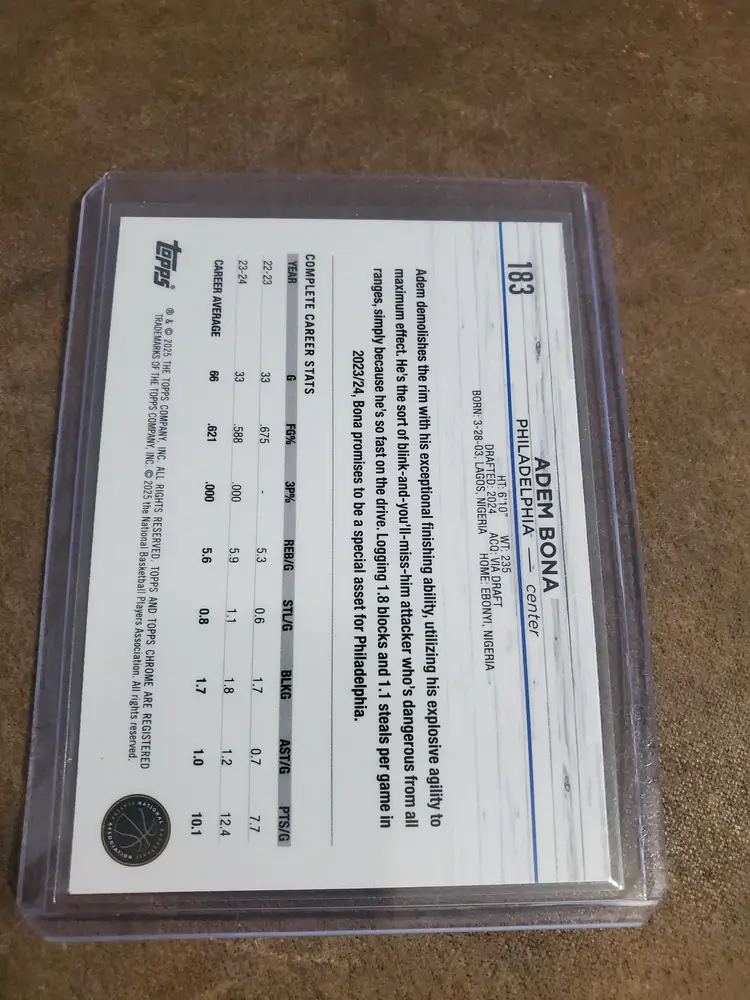 183
ADEM BONA
PHILADELPHIA — center
HT: 6'10" WT: 235
DRAFTED: 2024 ACQ: VIA DRAFT
BORN: 3-28-03, LAGOS, NIGERIA HOME: EBONYI, NIGERIA
Adem demolishes the rim with his exceptional finishing ability, utilizing his explosive agility to
maximum effect. He's the sort of blink-and-you'll-miss-him attacker who's dangerous from all
ranges, simply because he's so fast on the drive. Logging 1.8 blocks and 1.1 steals per game in
2023/24, Bona promises to be a special asset for Philadelphia.
COMPLETE CAREER STATS
YEAR G FG% 3P% REB/G STL/G BLKG AST/G PTS/G
22-23 33 .675 - 5.3 0.6 1.7 0.7 7.7
23-24 33 .588 .000 5.9 1.1 1.8 1.2 12.4
CAREER AVERAGE 66 .621 .000 5.6 0.8 1.7 1.0 10.1
topps®
® & © 2025 THE TOPPS COMPANY, INC. ALL RIGHTS RESERVED. TOPPS AND TOPPS CHROME ARE REGISTERED
TRADEMARKS OF THE TOPPS COMPANY, INC. © 2025 the National Basketball Players Association. All rights reserved.
NATIONAL
ASSOCIATION